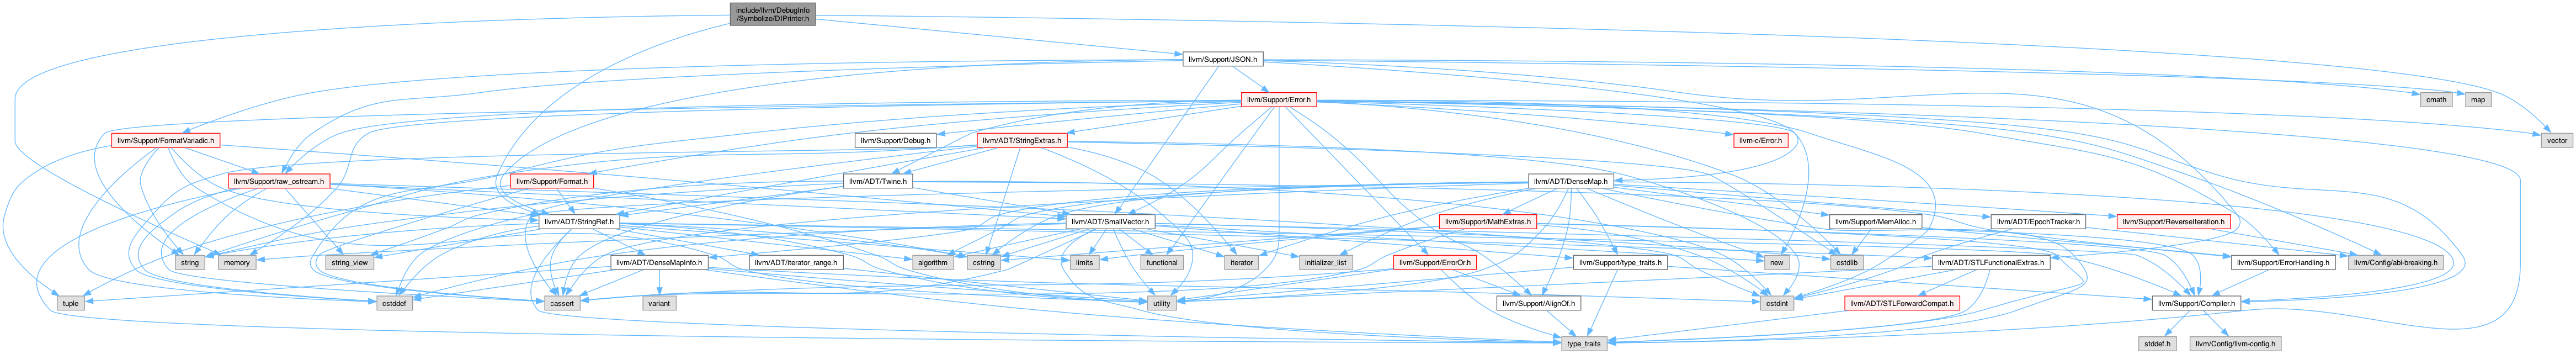 include/llvm/DebugInfo
/Symbolize/DIPrinter.h
llvm/Support/JSON.h
llvm/Support/Error.h
cmath
map
llvm/Support/FormatVariadic.h
llvm/Support/Debug.h
llvm/ADT/StringExtras.h
llvm-c/Error.h
vector
llvm/Support/raw_ostream.h
llvm/Support/Format.h
llvm/ADT/Twine.h
llvm/ADT/DenseMap.h
llvm/ADT/StringRef.h
llvm/ADT/SmallVector.h
llvm/Support/MathExtras.h
llvm/Support/MemAlloc.h
llvm/ADT/EpochTracker.h
llvm/Support/ReverseIteration.h
string
memory
string_view
llvm/ADT/DenseMapInfo.h
llvm/ADT/iterator_range.h
algorithm
cstring
limits
functional
iterator
initializer_list
llvm/Support/ErrorOr.h
llvm/Support/type_traits.h
new
cstdlib
llvm/ADT/STLFunctionalExtras.h
llvm/Support/ErrorHandling.h
llvm/Config/abi-breaking.h
tuple
cstddef
cassert
variant
utility
llvm/Support/AlignOf.h
cstdint
llvm/ADT/STLForwardCompat.h
llvm/Support/Compiler.h
type_traits
stddef.h
llvm/Config/llvm-config.h